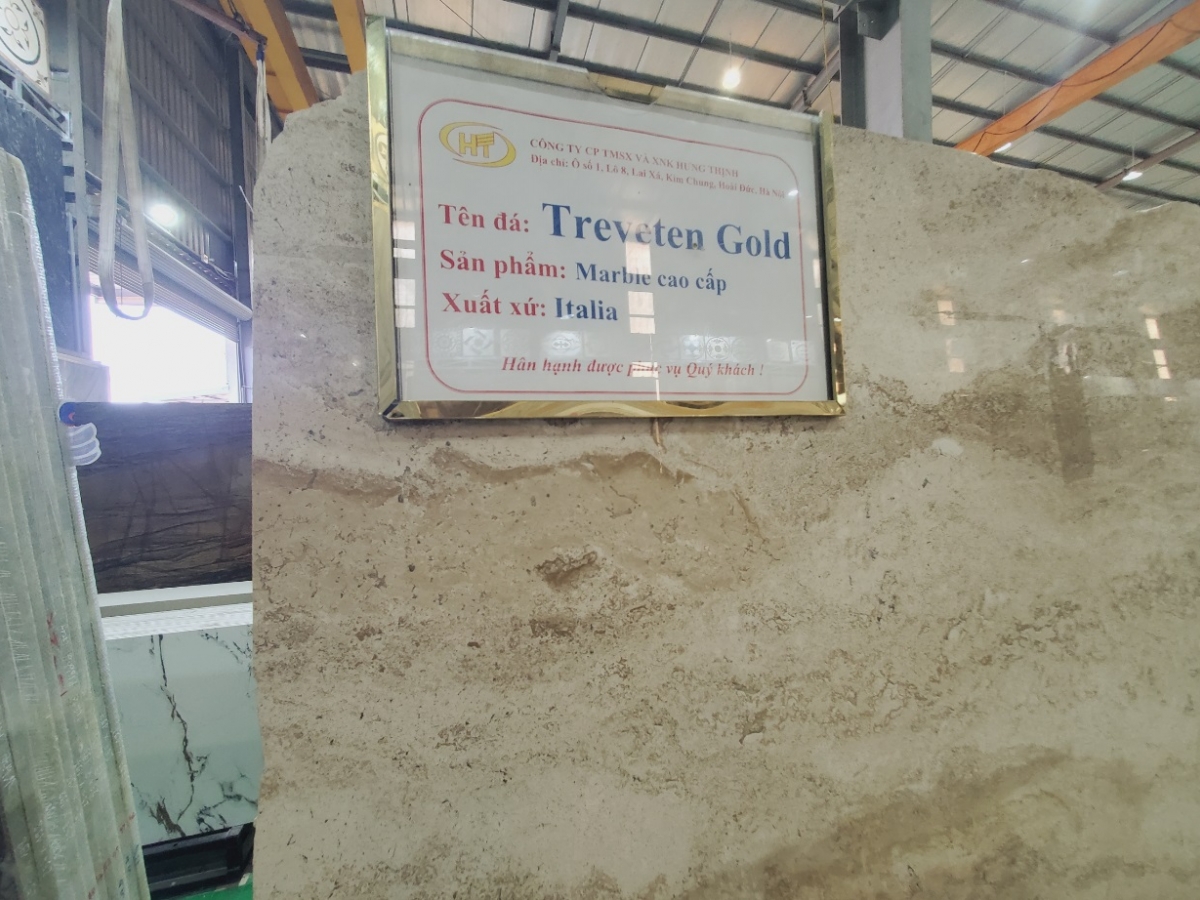 HT
CÔNG TY CP TMSX VÀ XNK HƯNG THỊNH
Địa chỉ: Ô số 1, Lô 8, Lai Xá, Kim Chung, Hoài Đức, Hà Nội
Tên đá: Treveten Gold
Sản phẩm: Marble cao cấp
Xuất xứ: Italia
Hân hạnh được phục vụ Quý khách !